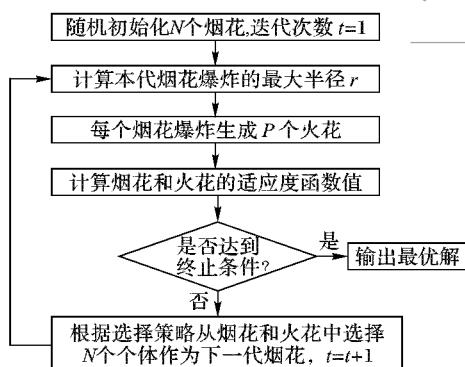 随机初始化N个烟花,迭代次数 t=1
计算本代烟花爆炸的最大半径 r
每个烟花爆炸生成 P 个火花
计算烟花和火花的适应度函数值
是否达到
终止条件?
是
输出最优解
否
根据选择策略从烟花和火花中选择
N个个体作为下一代烟花，t=t+1